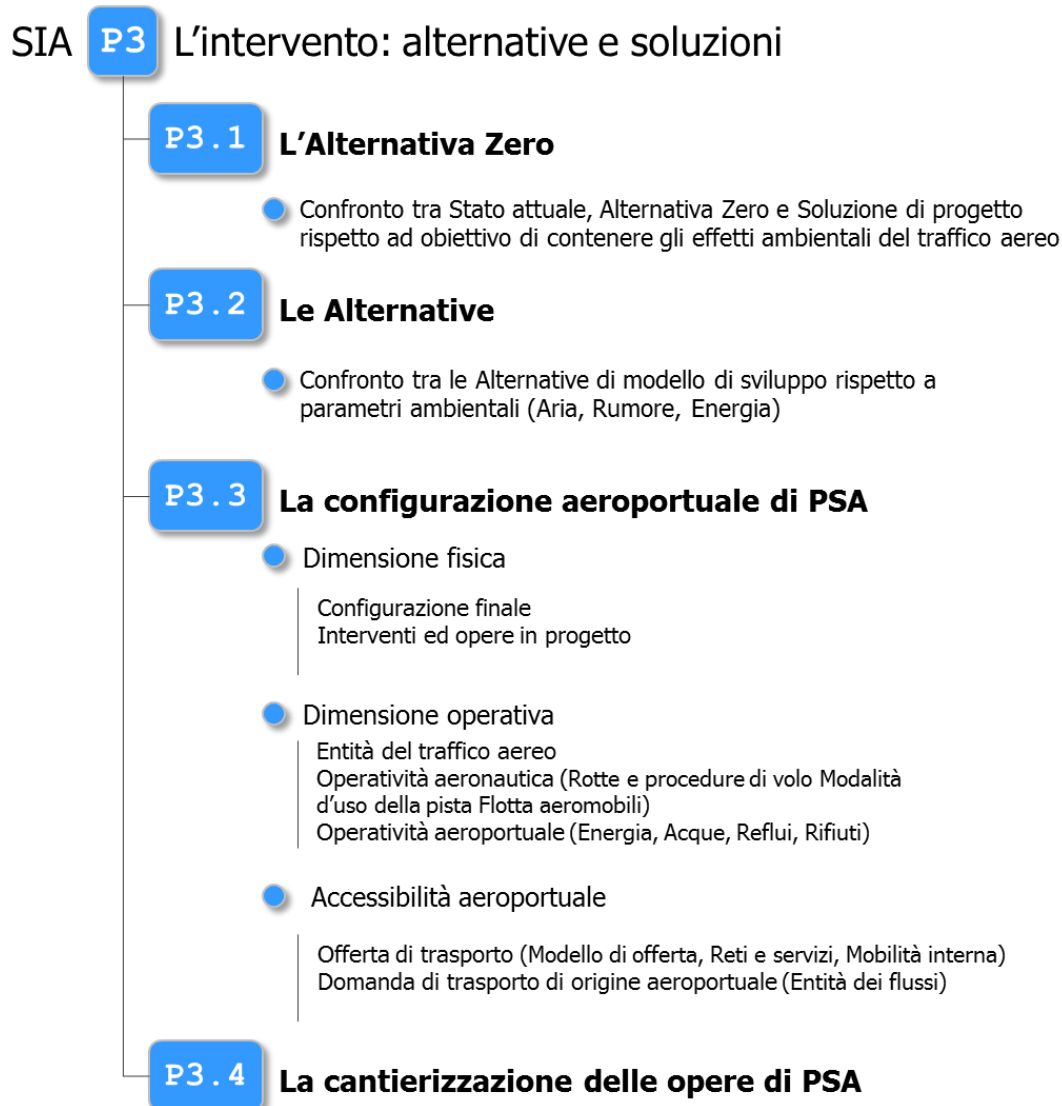 SIA P3 L’intervento: alternative e soluzioni
P3.1 L’Alternativa Zero
Confronto tra Stato attuale, Alternativa Zero e Soluzione di progetto
rispetto ad obiettivo di contenere gli effetti ambientali del traffico aereo
P3.2 Le Alternative
Confronto tra le Alternative di modello di sviluppo rispetto a
parametri ambientali (Aria, Rumore, Energia)
P3.3 La configurazione aeroportuale di PSA
Dimensione fisica
Configurazione finale
Interventi ed opere in progetto
Dimensione operativa
Entità del traffico aereo
Operatività aeronautica (Rotte e procedure di volo Modalità
d’uso della pista Flotta aeromobili)
Operatività aeroportuale (Energia, Acque, Reflui, Rifiuti)
Accessibilità aeroportuale
Offerta di trasporto (Modello di offerta, Reti e servizi, Mobilità interna)
Domanda di trasporto di origine aeroportuale (Entità dei flussi)
P3.4 La cantierizzazione delle opere di PSA